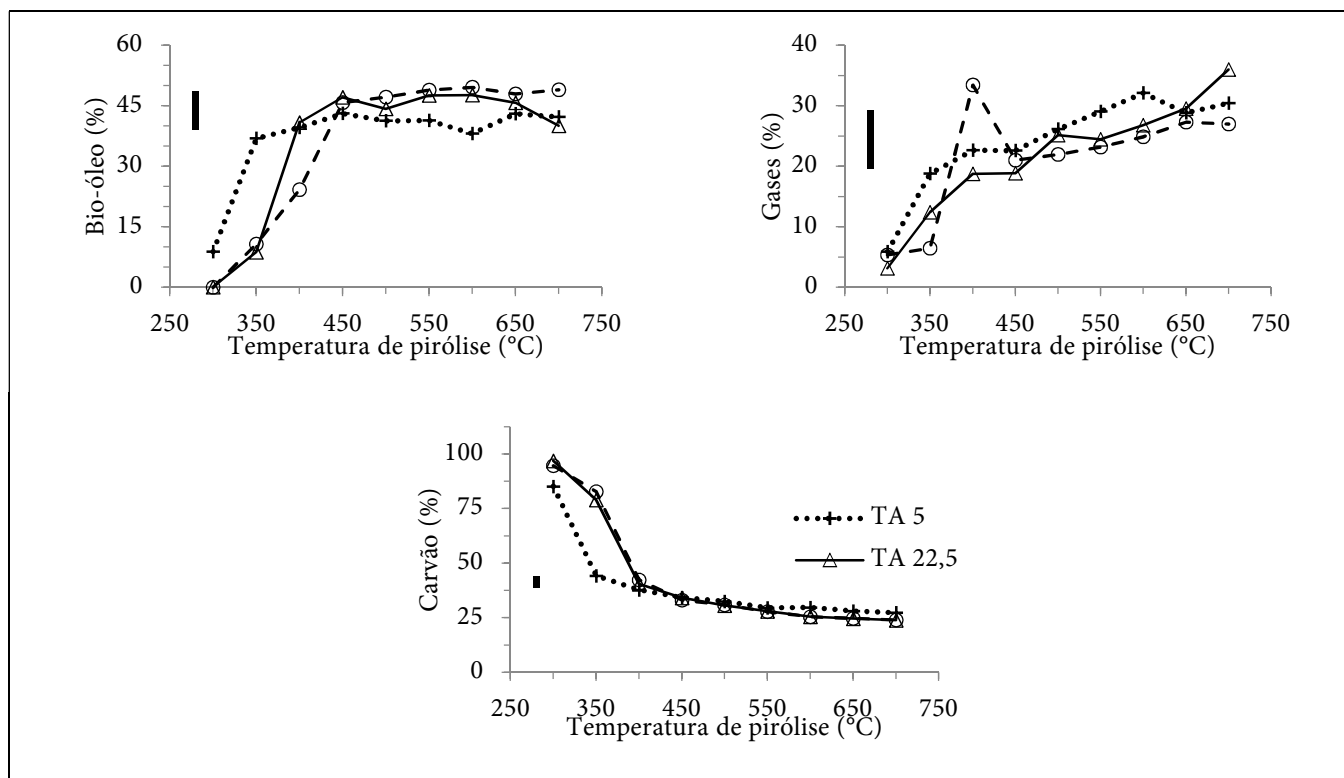 Bio-óleo (%)
60
45
30
15
0
250 350 450 550 650 750
Temperatura de pirólise (°C)
Gases (%)
40
30
20
10
0
250 350 450 550 650 750
Temperatura de pirólise (°C)
Carvão (%)
100
75
50
25
0
250 350 450 550 650 750
Temperatura de pirólise (°C)
TA 5
TA 22,5